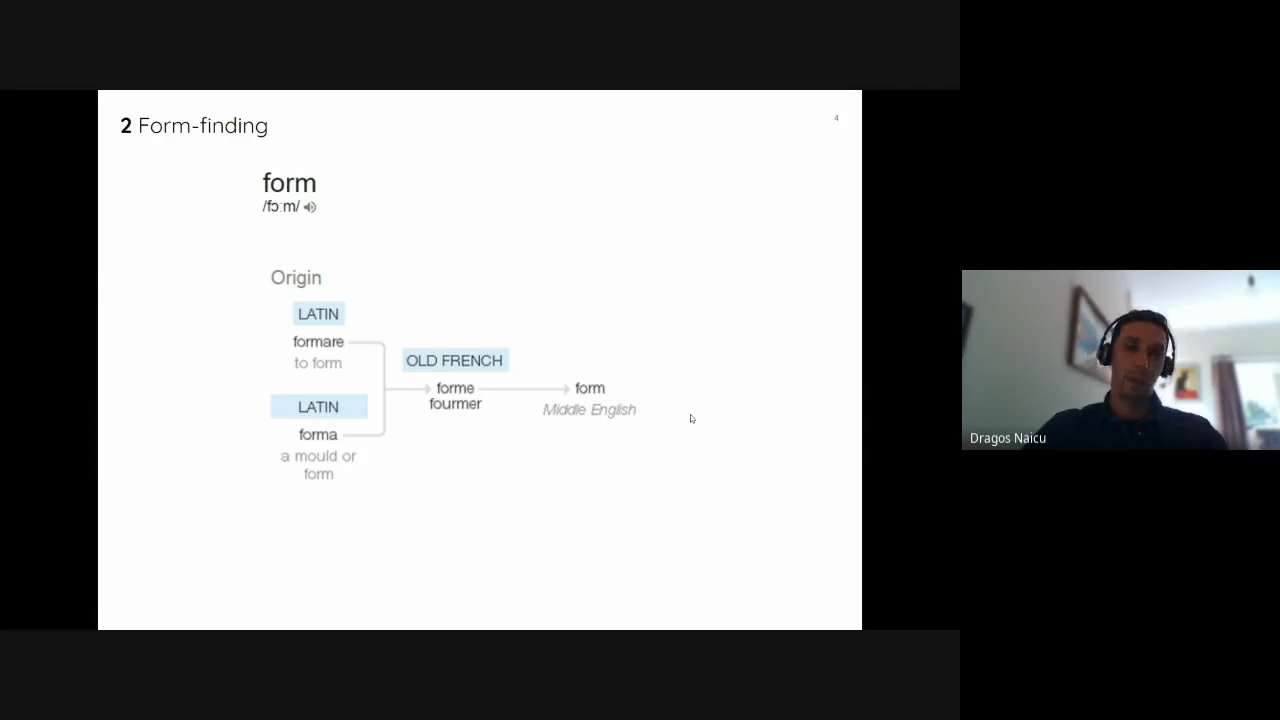 2 Form-finding
4
form
/fɔːm/
Origin
LATIN
formare
to form
OLD FRENCH
forme
fourmer
form
Middle English
LATIN
forma
a mould or
form
Dragos Naicu